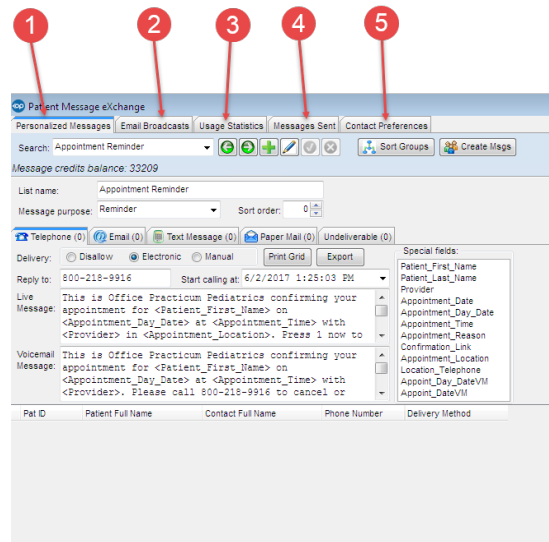 1 2 3 4 5
op Patient Message eXchange
Personalized Messages Email Broadcasts Usage Statistics Messages Sent Contact Preferences
Search: Appointment Reminder Sort Groups Create Msgs
Message credits balance: 33209
List name: Appointment Reminder
Message purpose: Reminder Sort order: 0
Telephone (0) Email (0) Text Message (0) Paper Mail (0) Undeliverable (0)
Delivery: Disallow Electronic Manual Print Grid Export
Reply to: 800-218-9916 Start calling at: 6/2/2017 1:25:03 PM
Live Message:
This is Office Practicum Pediatrics confirming your
appointment for <Patient_First_Name> on
<Appointment_Day_Date> at <Appointment_Time> with
<Provider> in <Appointment_Location>. Press 1 now to
Voicemail Message:
This is Office Practicum Pediatrics confirming your
appointment for <Patient_First_Name> on
<Appointment_Day_Date> at <Appointment_Time> with
<Provider>. Please call 800-218-9916 to cancel or
Special fields:
Patient_First_Name
Patient_Last_Name
Provider
Appointment_Date
Appointment_Day_Date
Appointment_Time
Appointment_Reason
Confirmation_Link
Appointment_Location
Location_Telephone
Appoint_Day_DateVM
Appoint_DateVM
Pat ID Patient Full Name Contact Full Name Phone Number Delivery Method